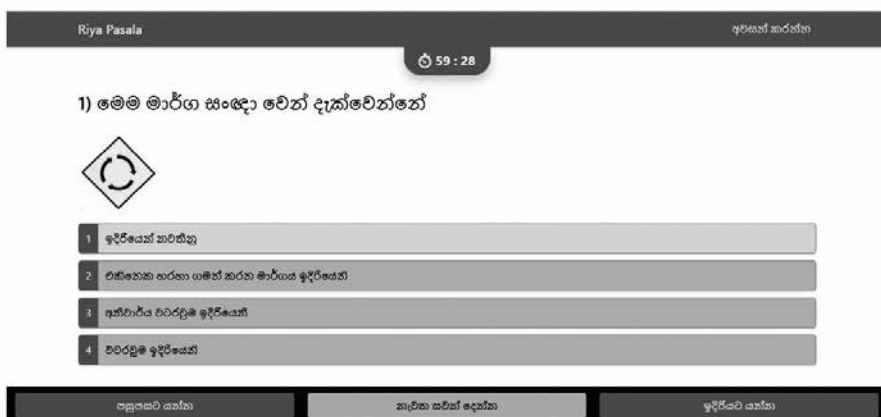 Riya Pasala
අවසන් කරන්න
59 : 28
1) මෙම මාර්ග සංඥා වෙන් දැක්වෙන්නේ
1 ඉදිරියෙන් නවතිනු
2 එකිනෙක හරහා ගමන් කරන මාර්ගය ඉදිරියෙනි
3 අනිවාර්ය වටරවුම ඉදිරියෙනි
4 වටරවුම ඉදිරියෙනි
පසුපසට යන්න
නැවත සවන් දෙන්න
ඉදිරියට යන්න